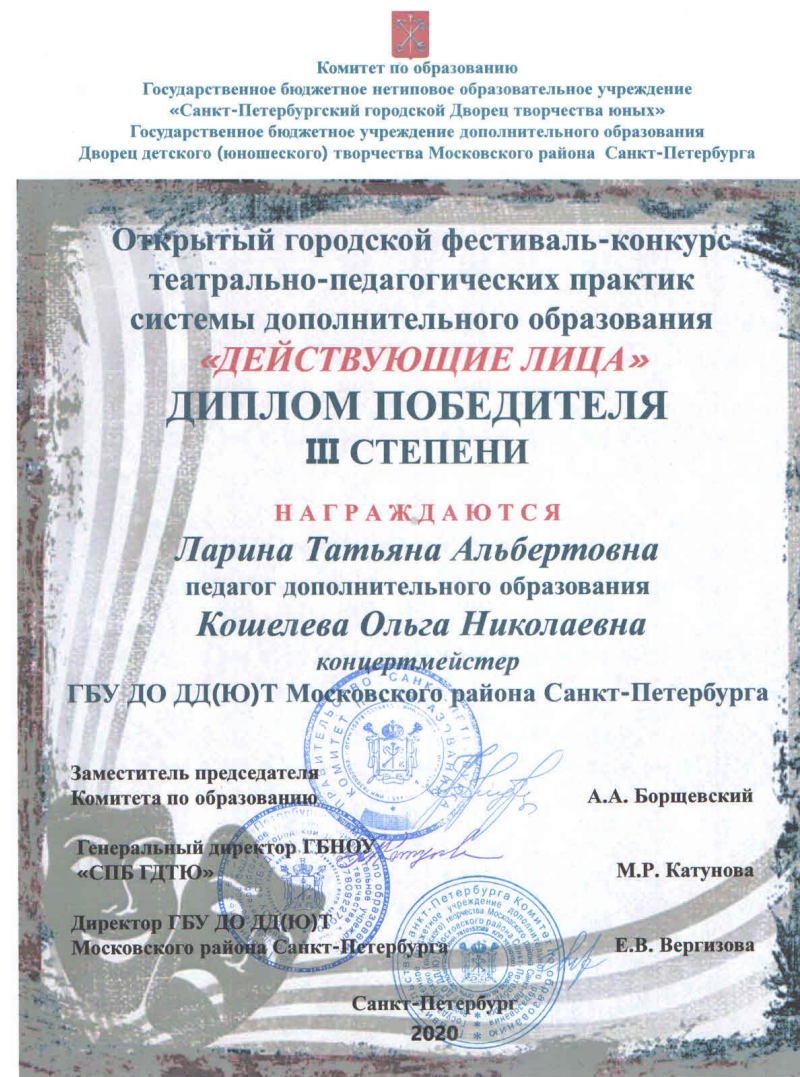 Комитет по образованию
Государственное бюджетное нетиповое образовательное учреждение
«Санкт-Петербургский городской Дворец творчества юных»
Государственное бюджетное учреждение дополнительного образования
Дворец детского (юношеского) творчества Московского района Санкт-Петербурга
Открытый городской фестиваль-конкурс
театрально-педагогических практик
системы дополнительного образования
«ДЕЙСТВУЮЩИЕ ЛИЦА»
ДИПЛОМ ПОБЕДИТЕЛЯ
III СТЕПЕНИ
НАГРАЖДАЮТСЯ
Ларина Татьяна Альбертовна
педагог дополнительного образования
Кошелева Ольга Николаевна
концертмейстер
ГБУ ДО ДД(Ю)Т Московского района Санкт-Петербурга
Заместитель председателя
Комитета по образованию
А.А. Борщевский
Генеральный директор ГБНОУ
«СПБ ГДТЮ»
М.Р. Катунова
Директор ГБУ ДО ДД(Ю)Т
Московского района Санкт-Петербурга
Е.В. Вергизова
Санкт-Петербург
2020